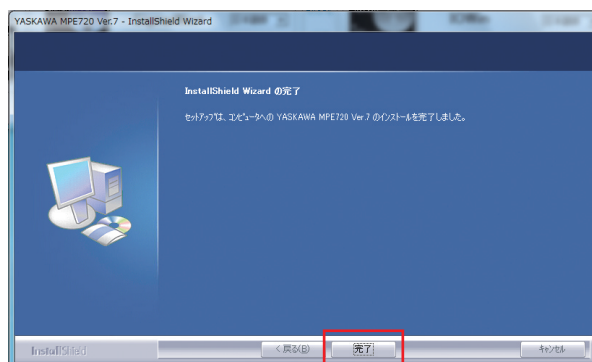 YASKAWA MPE720 Ver.7 - InstallShield Wizard
InstallShield Wizard の完了
セットアップは、コンピュータへの YASKAWA MPE720 Ver.7 のインストールを完了しました。
InstallShield
< 戻る(B)
完了
キャンセル